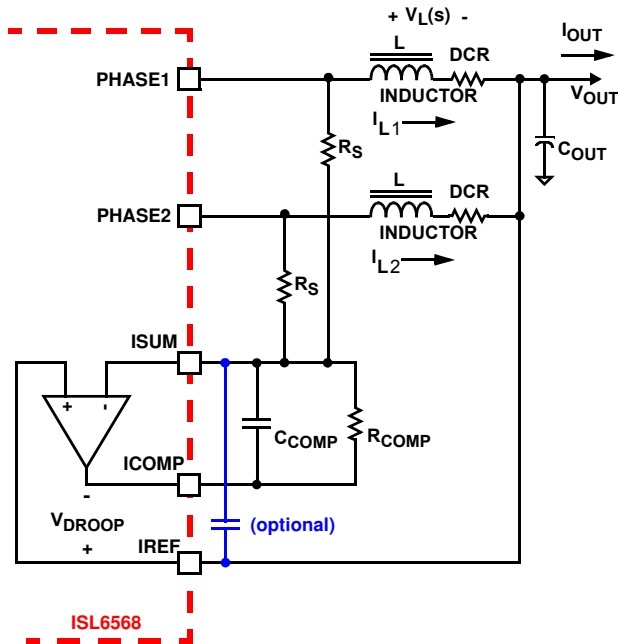 + VL(s) -
L
DCR
IOUT
PHASE1
INDUCTOR
VOUT
IL1
COUT
RS
L
DCR
PHASE2
INDUCTOR
IL2
RS
ISUM
+ -
CCOMP
RCOMP
ICOMP
-
VDROOP
(optional)
+
IREF
ISL6568